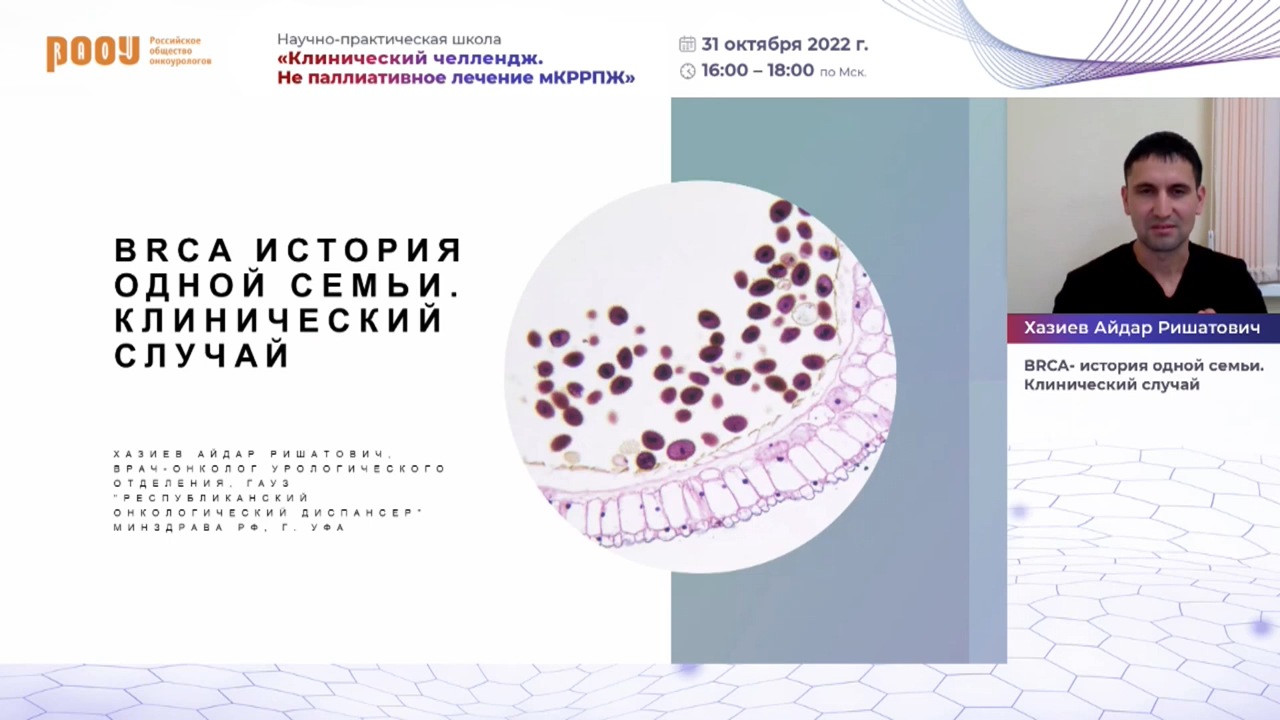 РАОУ
Российское
общество
онкоурологов
Научно-практическая школа
«Клинический челлендж.
Не паллиативное лечение мКРРПЖ»
31 октября 2022 г.
16:00 – 18:00 по Мск.
BRCA ИСТОРИЯ
ОДНОЙ СЕМЬИ.
КЛИНИЧЕСКИЙ
СЛУЧАЙ
ХАЗИЕВ АЙДАР РИШАТОВИЧ,
ВРАЧ-ОНКОЛОГ УРОЛОГИЧЕСКОГО
ОТДЕЛЕНИЯ. ГАУЗ
"РЕСПУБЛИКАНСКИЙ
ОНКОЛОГИЧЕСКИЙ ДИСПАНСЕР"
МИНЗДРАВА РФ, Г. УФА
Хазиев Айдар Ришатович
BRCA- история одной семьи.
Клинический случай